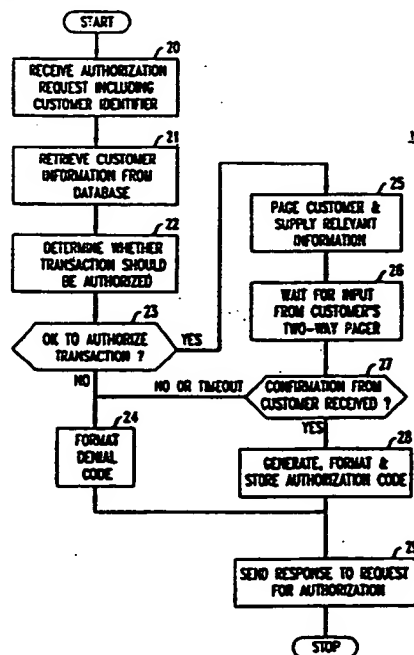 START
20
RECEIVE AUTHORIZATION
REQUEST INCLUDING
CUSTOMER IDENTIFIER
21
RETRIEVE CUSTOMER
INFORMATION FROM
DATABASE
22
DETERMINE WHETHER
TRANSACTION SHOULD
BE AUTHORIZED
23
OK TO AUTHORIZE
TRANSACTION ?
YES
NO
24
FORMAT
DENIAL
CODE
25
PAGE CUSTOMER &
SUPPLY RELEVANT
INFORMATION
26
WAIT FOR INPUT
FROM CUSTOMER'S
TWO-WAY PAGER
27
NO OR TIMEOUT
CONFIRMATION FROM
CUSTOMER RECEIVED ?
YES
28
GENERATE, FORMAT &
STORE AUTHORIZATION CODE
29
SEND RESPONSE TO REQUEST
FOR AUTHORIZATION
STOP